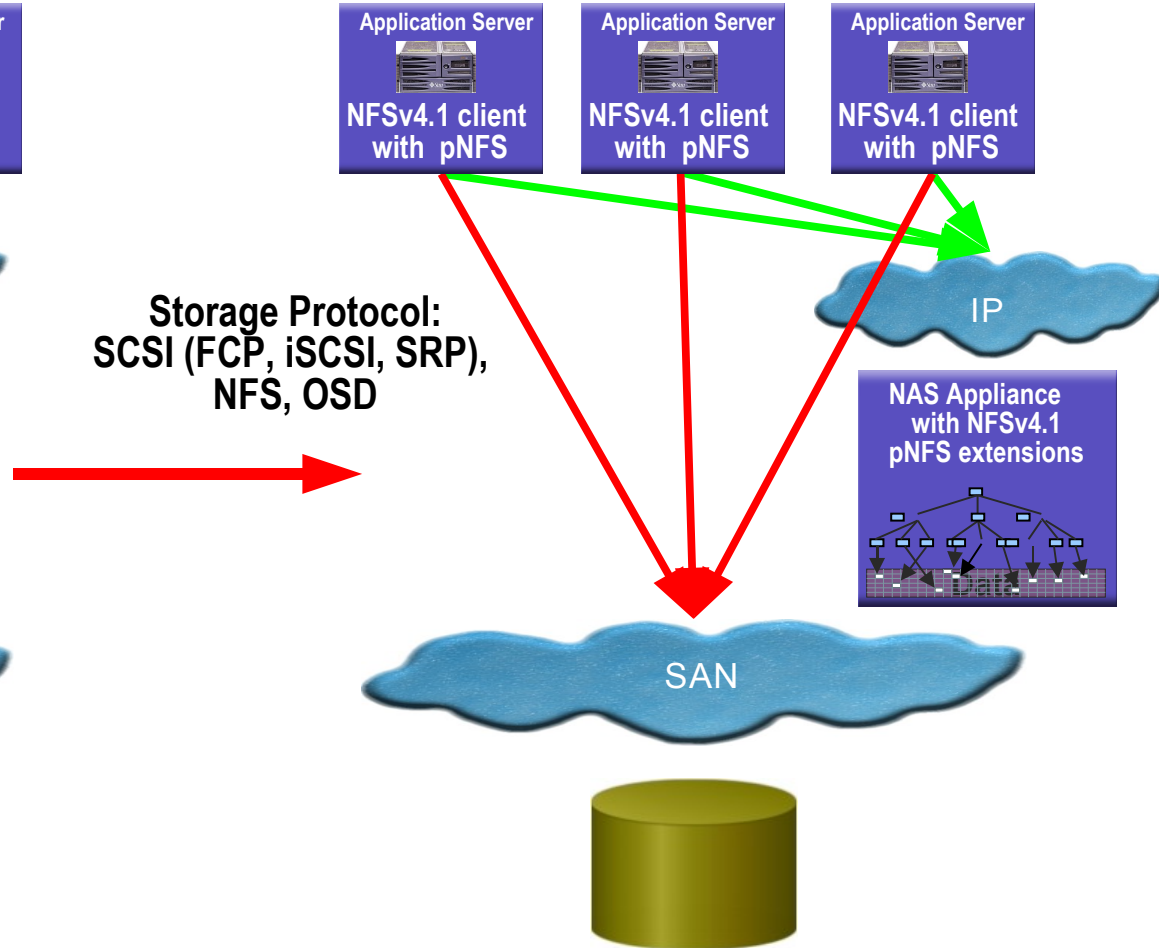 r
Application Server
NFSv4.1 client
with pNFS
Application Server
NFSv4.1 client
with pNFS
Application Server
NFSv4.1 client
with pNFS
Storage Protocol:
SCSI (FCP, iSCSI, SRP),
NFS, OSD
IP
NAS Appliance
with NFSv4.1
pNFS extensions
Data
SAN